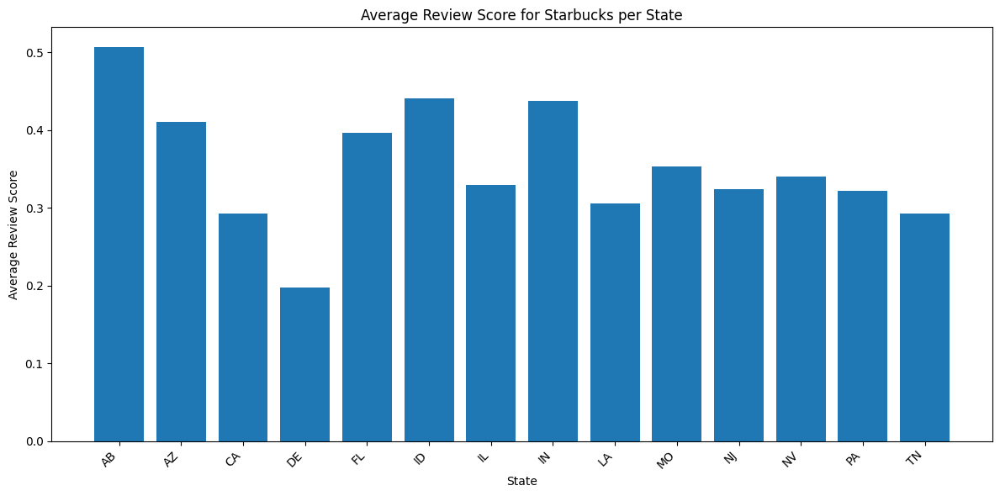 Average Review Score for Starbucks per State
Average Review Score
0.5
0.4
0.3
0.2
0.1
0.0
AB AZ CA DE FL ID IL IN LA MO NJ NV PA TN
State